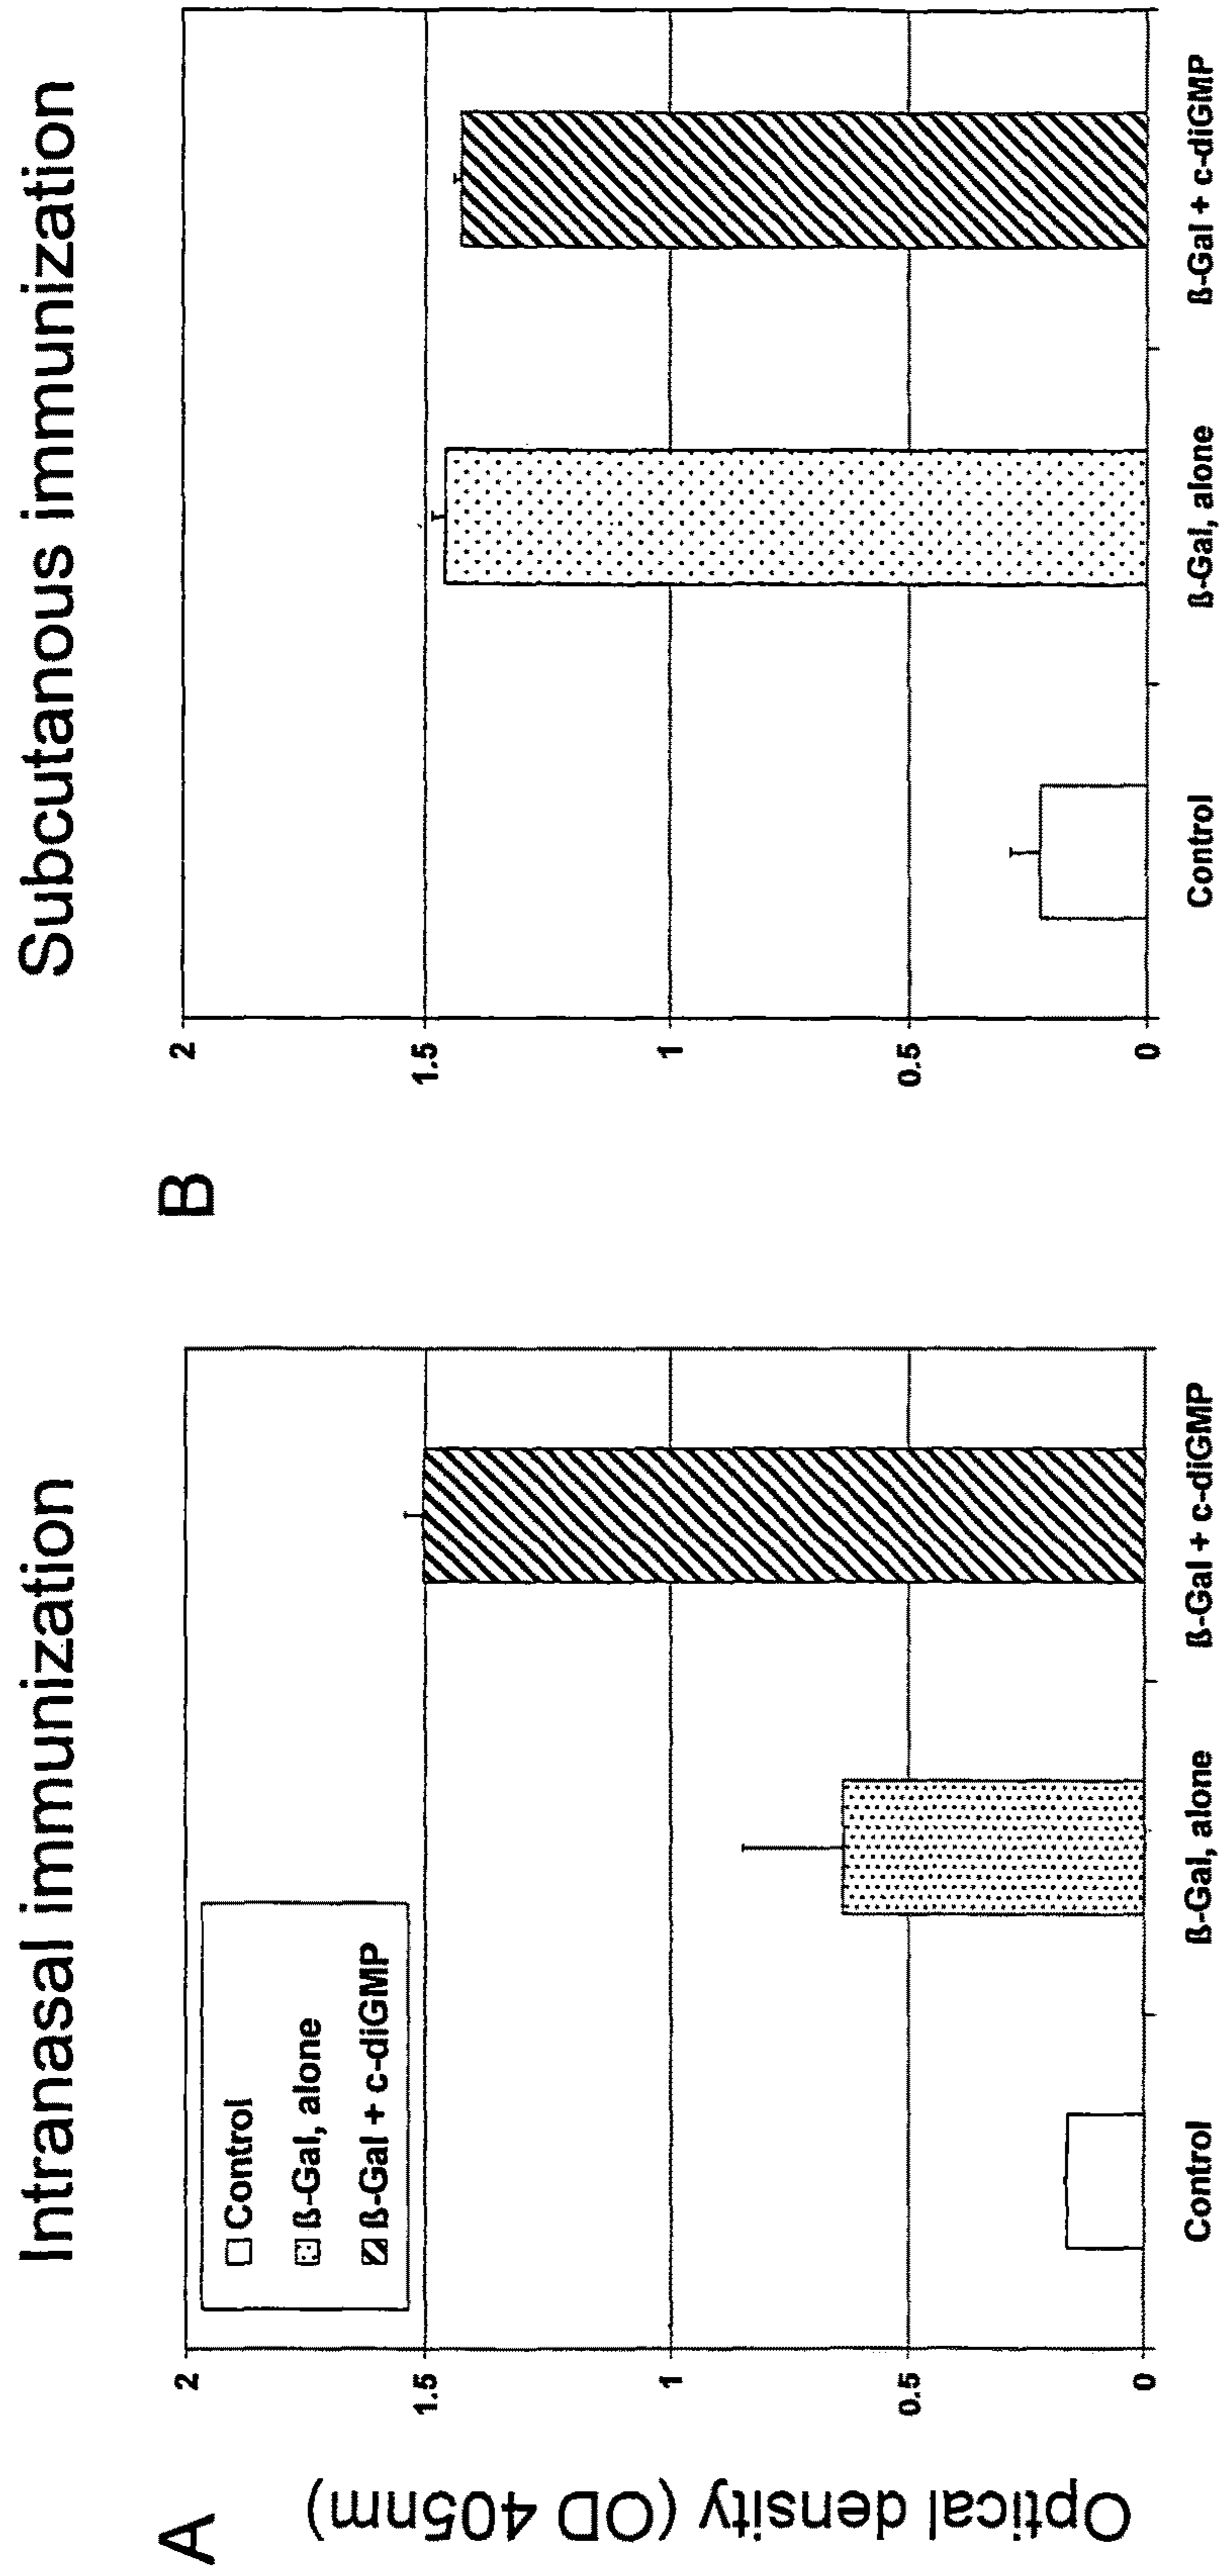 A
Intranasal immunization
Optical density (OD 405nm)
2
1.5
1
0.5
0
Control
ß-Gal, alone
ß-Gal + c-diGMP
Control
ß-Gal, alone
ß-Gal + c-diGMP
B
Subcutanous immunization
2
1.5
1
0.5
0
Control
ß-Gal, alone
ß-Gal + c-diGMP